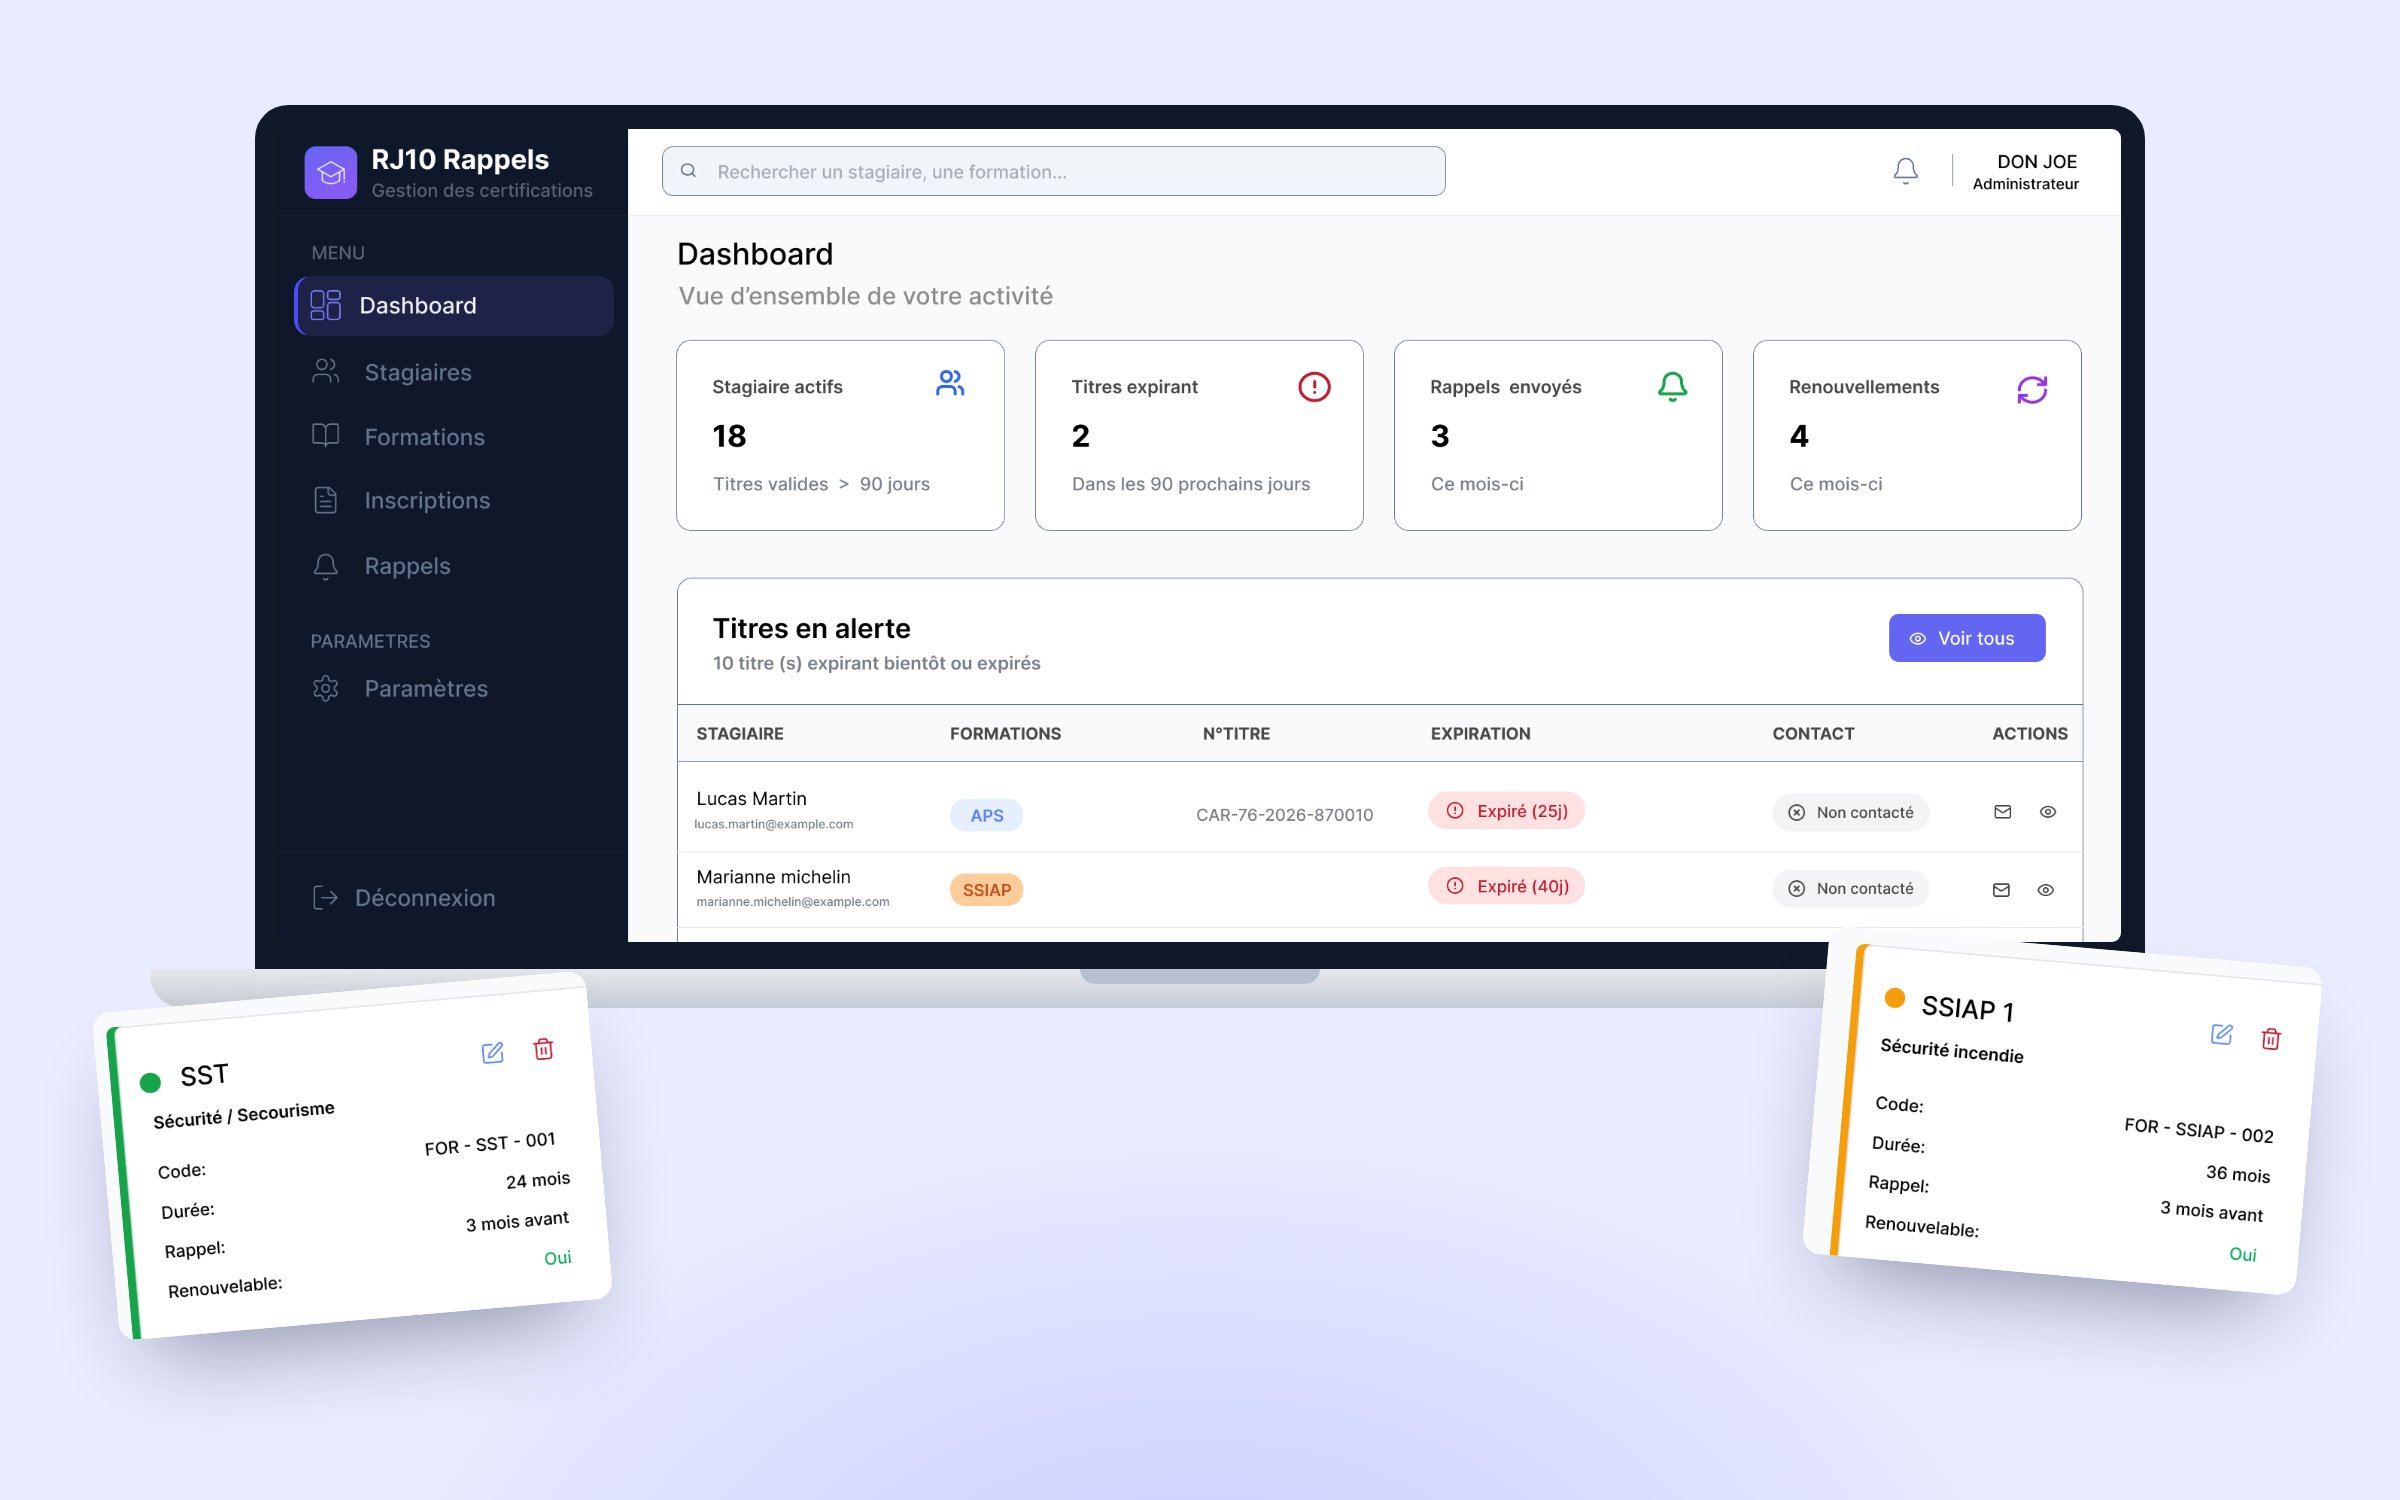 RJ10 Rappels
Gestion des certifications
MENU
Dashboard
Stagiaires
Formations
Inscriptions
Rappels
PARAMETRES
Paramètres
Déconnexion
Rechercher un stagiaire, une formation...
DON JOE
Administrateur
Dashboard
Vue d’ensemble de votre activité
Stagiaire actifs
18
Titres valides > 90 jours
Titres expirant
2
Dans les 90 prochains jours
Rappels envoyés
3
Ce mois-ci
Renouvellements
4
Ce mois-ci
Titres en alerte
10 titre (s) expirant bientôt ou expirés
Voir tous
STAGIAIRE FORMATIONS N°TITRE EXPIRATION CONTACT ACTIONS
Lucas Martin
lucas.martin@example.com
APS CAR-76-2026-870010 Expiré (25j) Non contacté
Marianne michelin
marianne.michelin@example.com
SSIAP Expiré (40j) Non contacté
SST
Sécurité / Secourisme
Code: FOR - SST - 001
Durée: 24 mois
Rappel: 3 mois avant
Renouvelable: Oui
SSIAP 1
Sécurité incendie
Code: FOR - SSIAP - 002
Durée: 36 mois
Rappel: 3 mois avant
Renouvelable: Oui